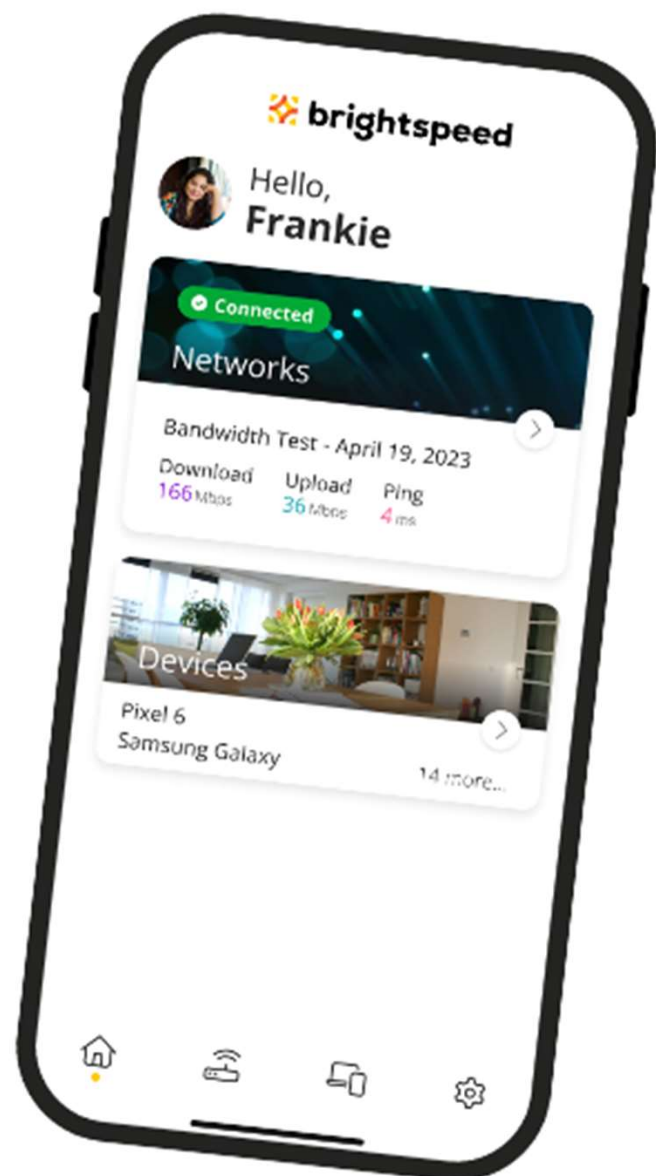 brightspeed
Hello,
Frankie
Connected
Networks
Bandwidth Test - April 19, 2023
Download Upload Ping
166 Mbps 36 Mbps 4 ms
Devices
Pixel 6
Samsung Galaxy
14 more...